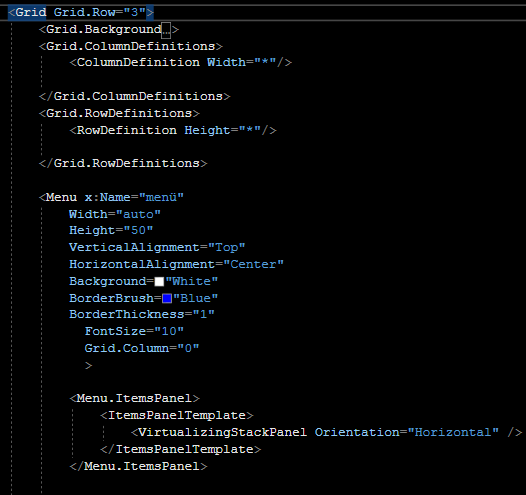 <Grid Grid.Row="3">
<Grid.Background...>
<Grid.ColumnDefinitions>
<ColumnDefinition Width="*"/>
</Grid.ColumnDefinitions>
<Grid.RowDefinitions>
<RowDefinition Height="*"/>
</Grid.RowDefinitions>
<Menu x:Name="menü"
Width="auto"
Height="50"
VerticalAlignment="Top"
HorizontalAlignment="Center"
Background="White"
BorderBrush="Blue"
BorderThickness="1"
FontSize="10"
Grid.Column="0"
>
<Menu.ItemsPanel>
<ItemsPanelTemplate>
<VirtualizingStackPanel Orientation="Horizontal" />
</ItemsPanelTemplate>
</Menu.ItemsPanel>